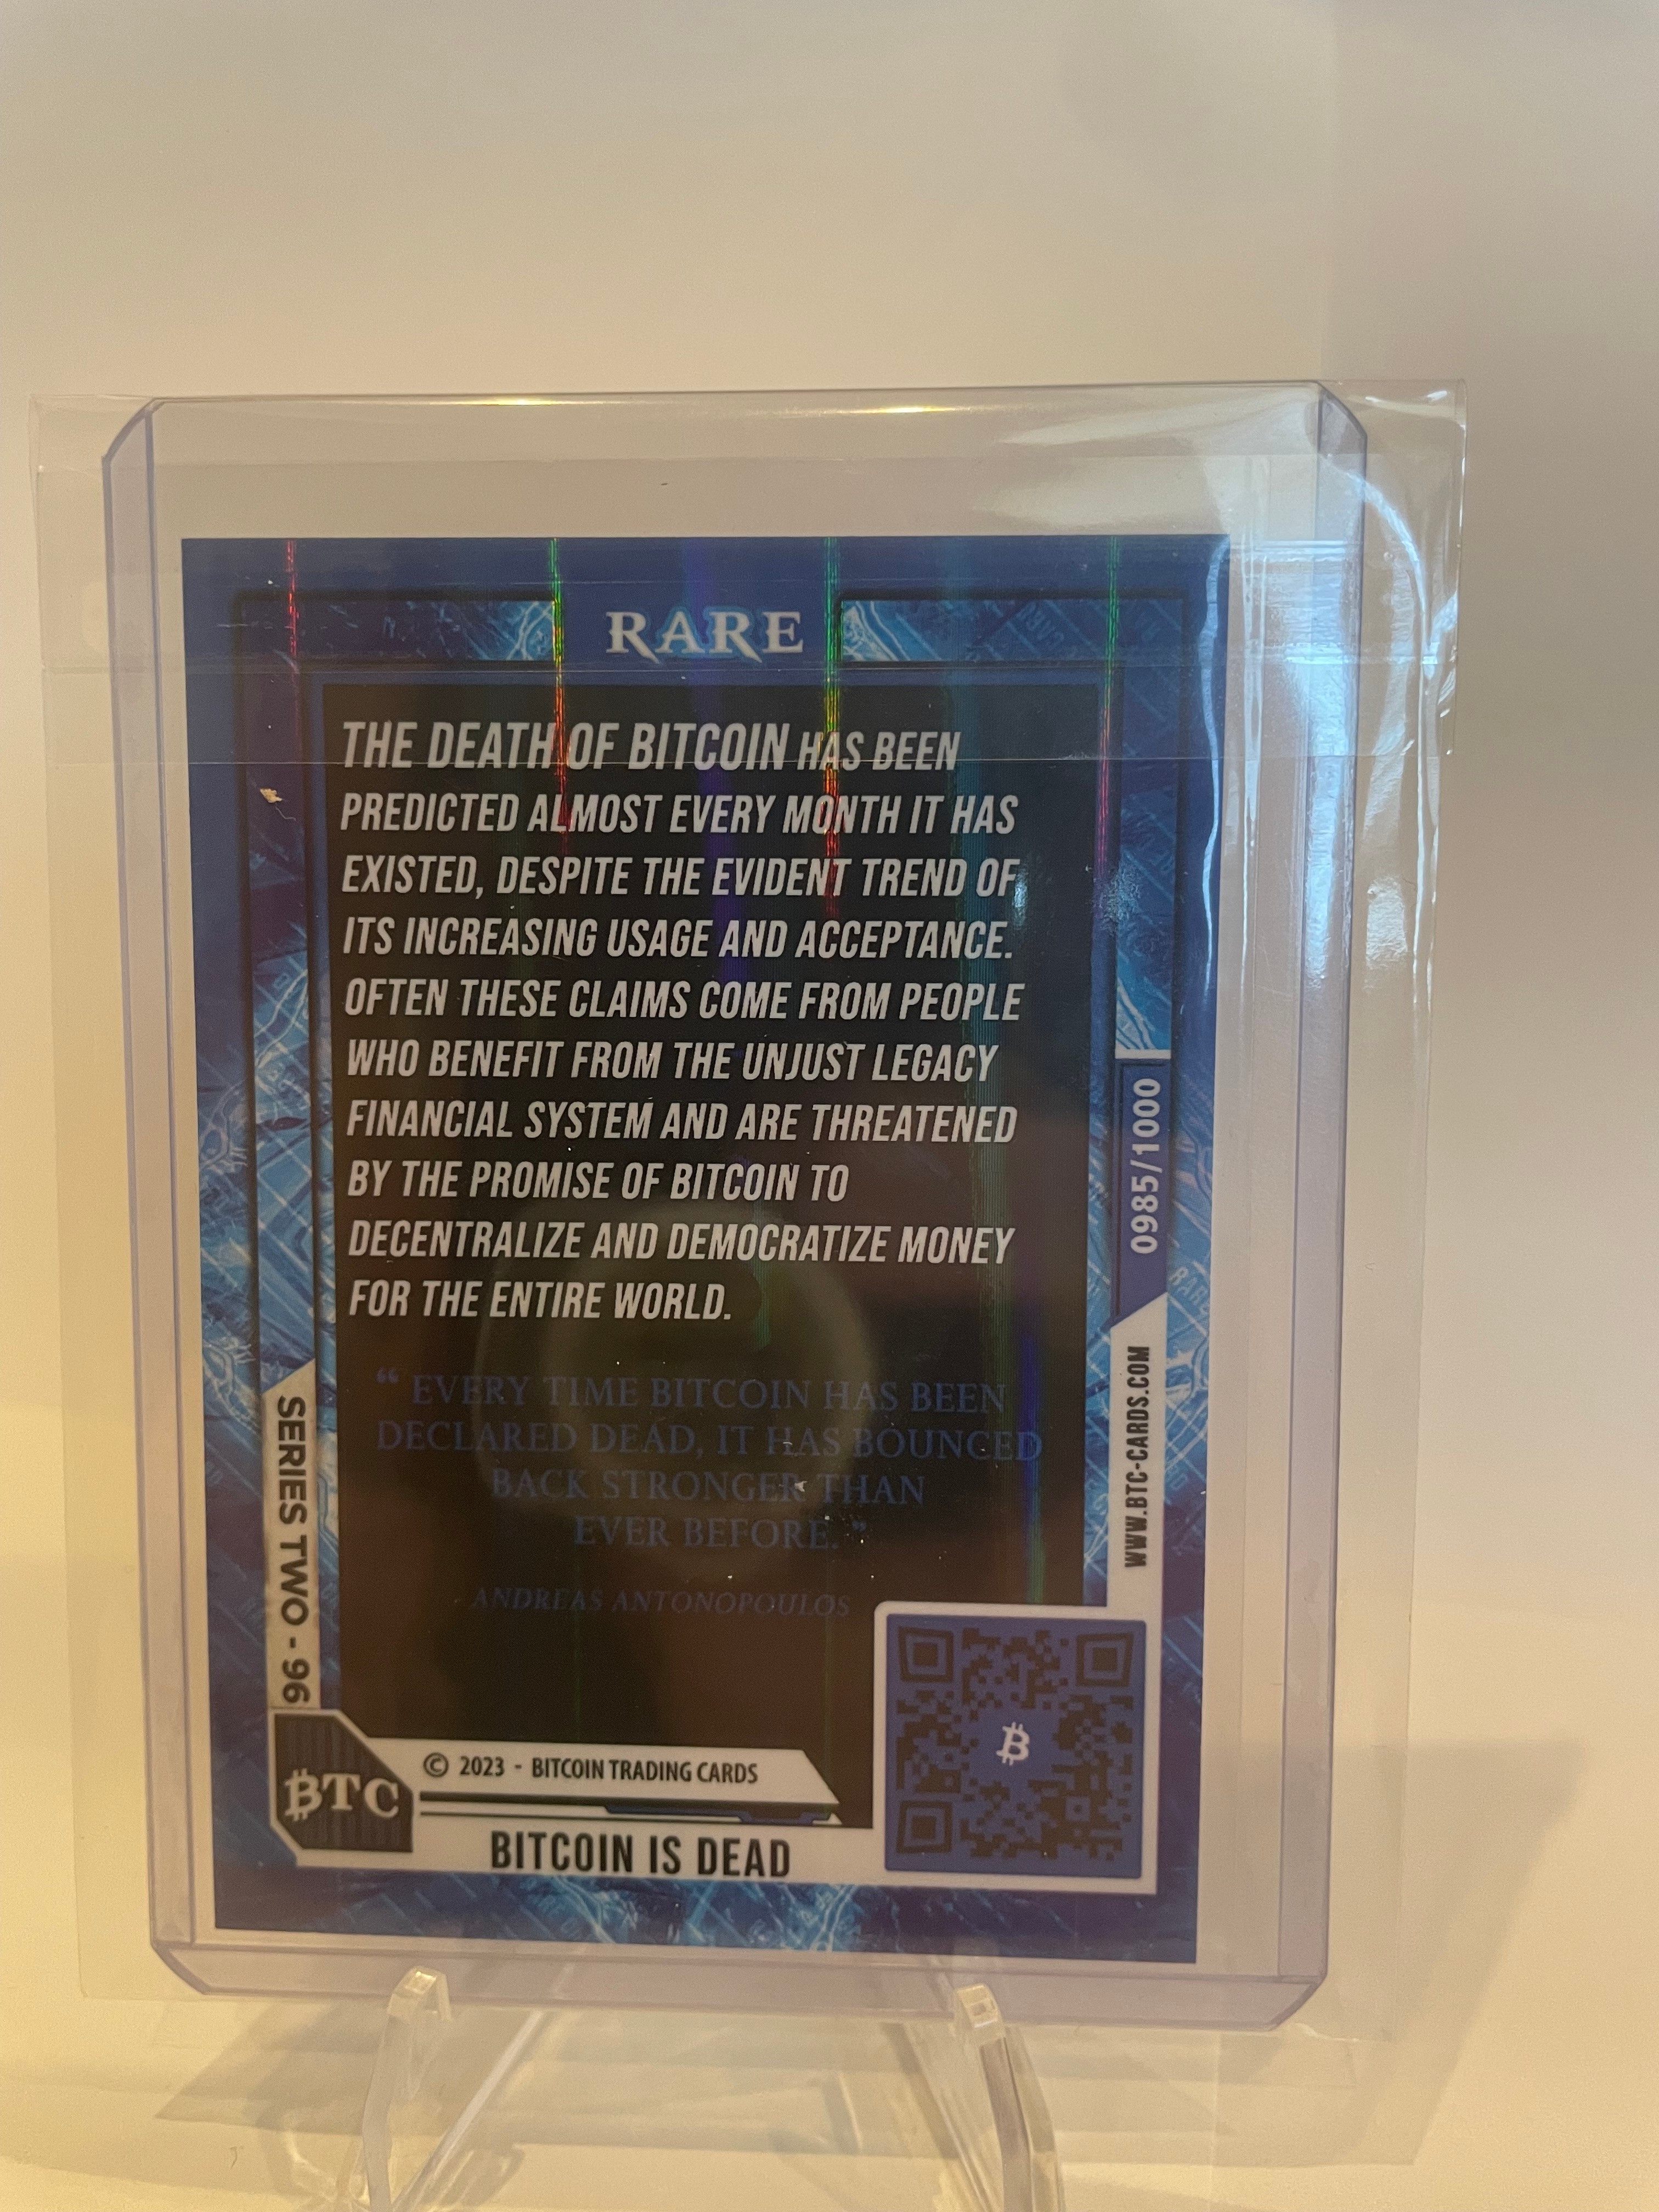 RARE
THE DEATH OF BITCOIN HAS BEEN
PREDICTED ALMOST EVERY MONTH IT HAS
EXISTED, DESPITE THE EVIDENT TREND OF
ITS INCREASING USAGE AND ACCEPTANCE.
OFTEN THESE CLAIMS COME FROM PEOPLE
WHO BENEFIT FROM THE UNJUST LEGACY
FINANCIAL SYSTEM AND ARE THREATENED
BY THE PROMISE OF BITCOIN TO
DECENTRALIZE AND DEMOCRATIZE MONEY
FOR THE ENTIRE WORLD.
“ EVERY TIME BITCOIN HAS BEEN
DECLARED DEAD, IT HAS BOUNCED
BACK STRONGER THAN
EVER BEFORE. ”
ANDREAS ANTONOPOULOS
0985/1000
WWW.BTC-CARDS.COM
SERIES TWO - 96
₿TC
© 2023 - BITCOIN TRADING CARDS
BITCOIN IS DEAD
₿